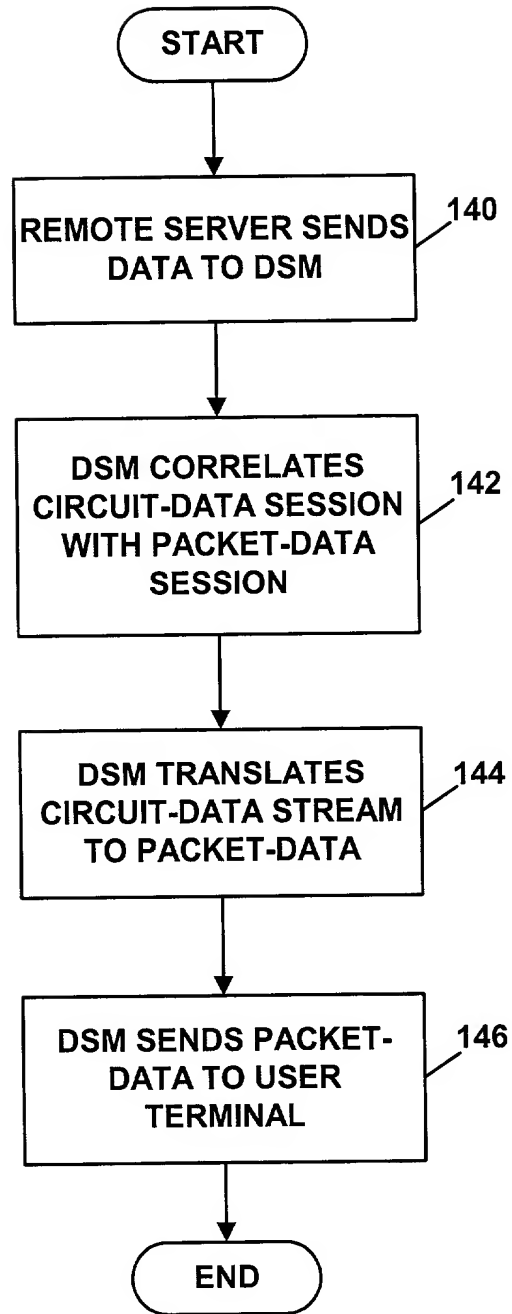 START
REMOTE SERVER SENDS
DATA TO DSM
140
DSM CORRELATES
CIRCUIT-DATA SESSION
WITH PACKET-DATA
SESSION
142
DSM TRANSLATES
CIRCUIT-DATA STREAM
TO PACKET-DATA
144
DSM SENDS PACKET-
DATA TO USER
TERMINAL
146
END